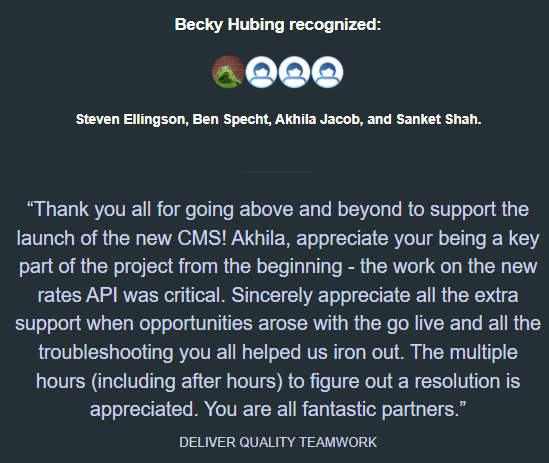 Becky Hubing recognized:
Steven Ellingson, Ben Specht, Akhila Jacob, and Sanket Shah.
“Thank you all for going above and beyond to support the
launch of the new CMS! Akhila, appreciate your being a key
part of the project from the beginning - the work on the new
rates API was critical. Sincerely appreciate all the extra
support when opportunities arose with the go live and all the
troubleshooting you all helped us iron out. The multiple
hours (including after hours) to figure out a resolution is
appreciated. You are all fantastic partners.”
DELIVER QUALITY TEAMWORK